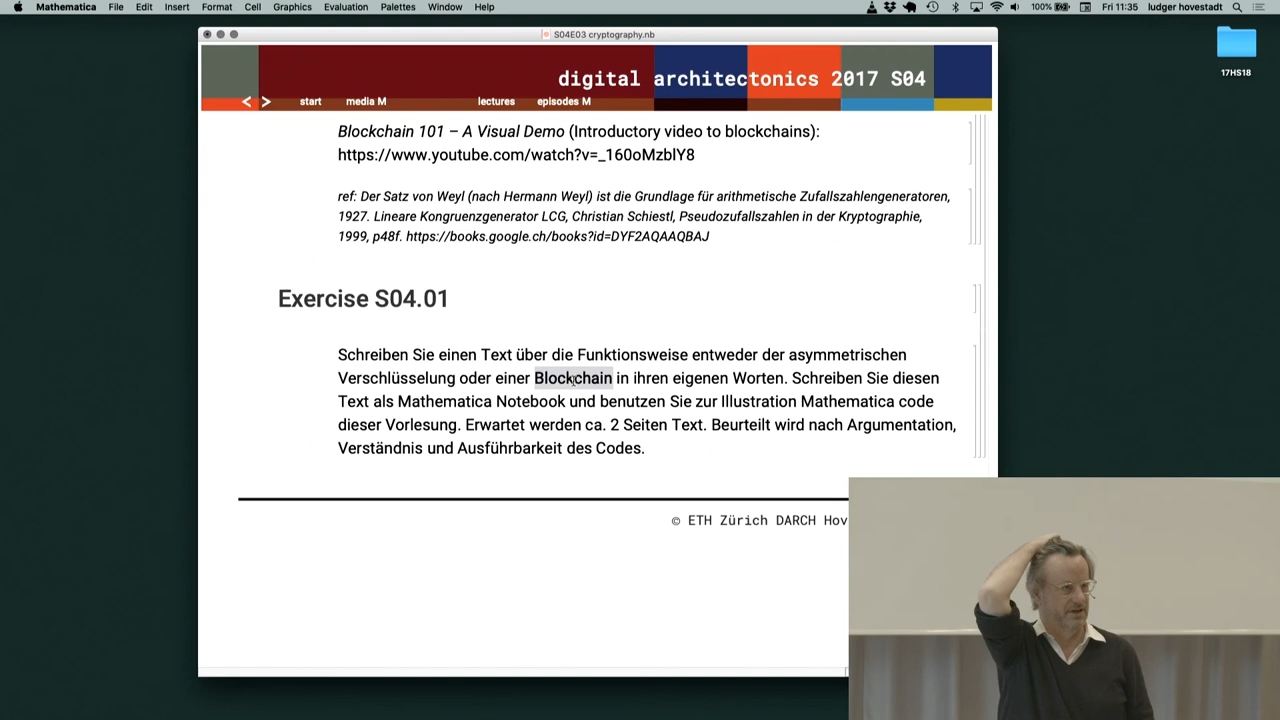 Mathematica File Edit Insert Format Cell Graphics Evaluation Palettes Window Help 100% Fri 11:35 ludger hovestadt
S04E03 cryptography.nb
17HS18
digital architectonics 2017 S04
< > start media M lectures episodes M
Blockchain 101 – A Visual Demo (Introductory video to blockchains):
https://www.youtube.com/watch?v=_160oMzblY8
ref: Der Satz von Weyl (nach Hermann Weyl) ist die Grundlage für arithmetische Zufallszahlengeneratoren,
1927. Lineare Kongruenzgenerator LCG, Christian Schiestl, Pseudozufallszahlen in der Kryptographie,
1999, p48f. https://books.google.ch/books?id=DYF2AQAAQBAJ
Exercise S04.01
Schreiben Sie einen Text über die Funktionsweise entweder der asymmetrischen
Verschlüsselung oder einer Blockchain in ihren eigenen Worten. Schreiben Sie diesen
Text als Mathematica Notebook und benutzen Sie zur Illustration Mathematica code
dieser Vorlesung. Erwartet werden ca. 2 Seiten Text. Beurteilt wird nach Argumentation,
Verständnis und Ausführbarkeit des Codes.
© ETH Zürich DARCH Hov